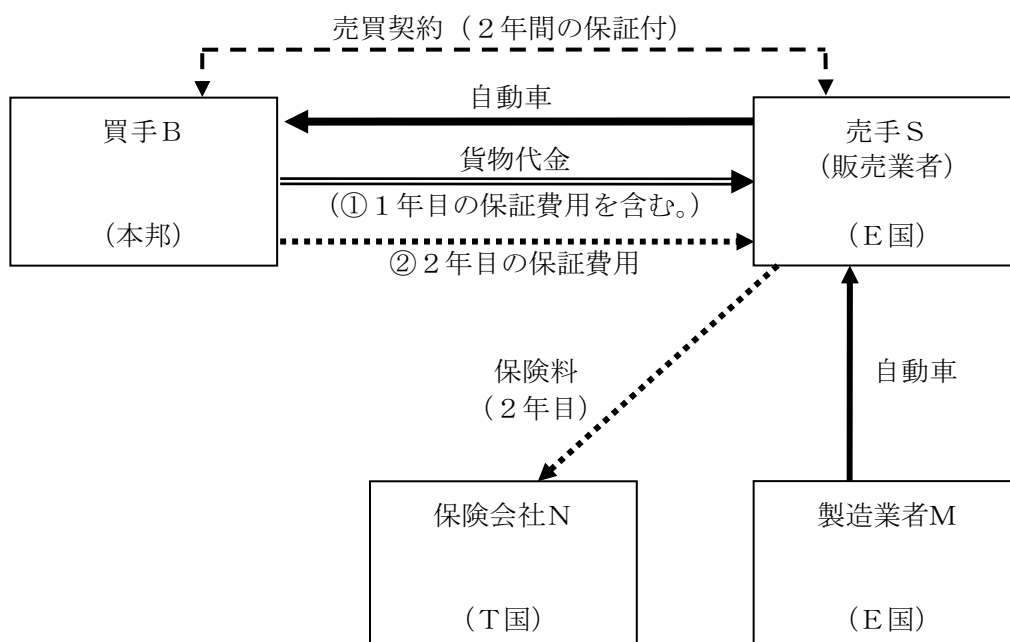 売買契約（２年間の保証付）
自動車
買手Ｂ
（本邦）
売手Ｓ
（販売業者）
（Ｅ国）
貨物代金
（①１年目の保証費用を含む。）
②２年目の保証費用
保険料
（２年目）
自動車
保険会社Ｎ
（Ｔ国）
製造業者Ｍ
（Ｅ国）